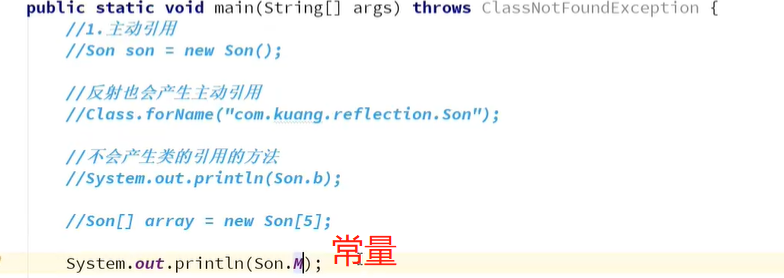 public static void main(String[] args) throws ClassNotFoundException {
//1.主动引用
//Son son = new Son();
//反射也会产生主动引用
//Class.forName("com.kuang.reflection.Son");
//不会产生类的引用的方法
//System.out.println(Son.b);
//Son[] array = new Son[5];
System.out.println(Son.M); 常量